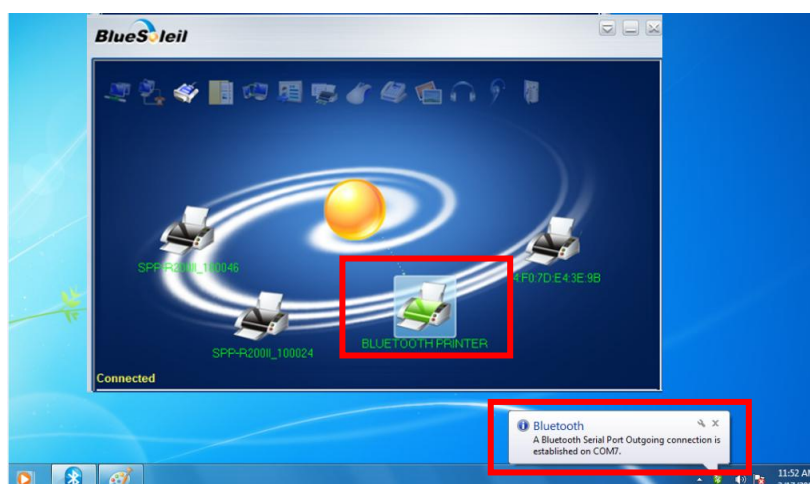 BlueSoleil
SPP-R200II_100046
4:F0:7D:E4:3E:9B
SPP-R200II_100024
BLUETOOTH PRINTER
Connected
Bluetooth
A Bluetooth Serial Port Outgoing connection is
established on COM7.
11:52 AM